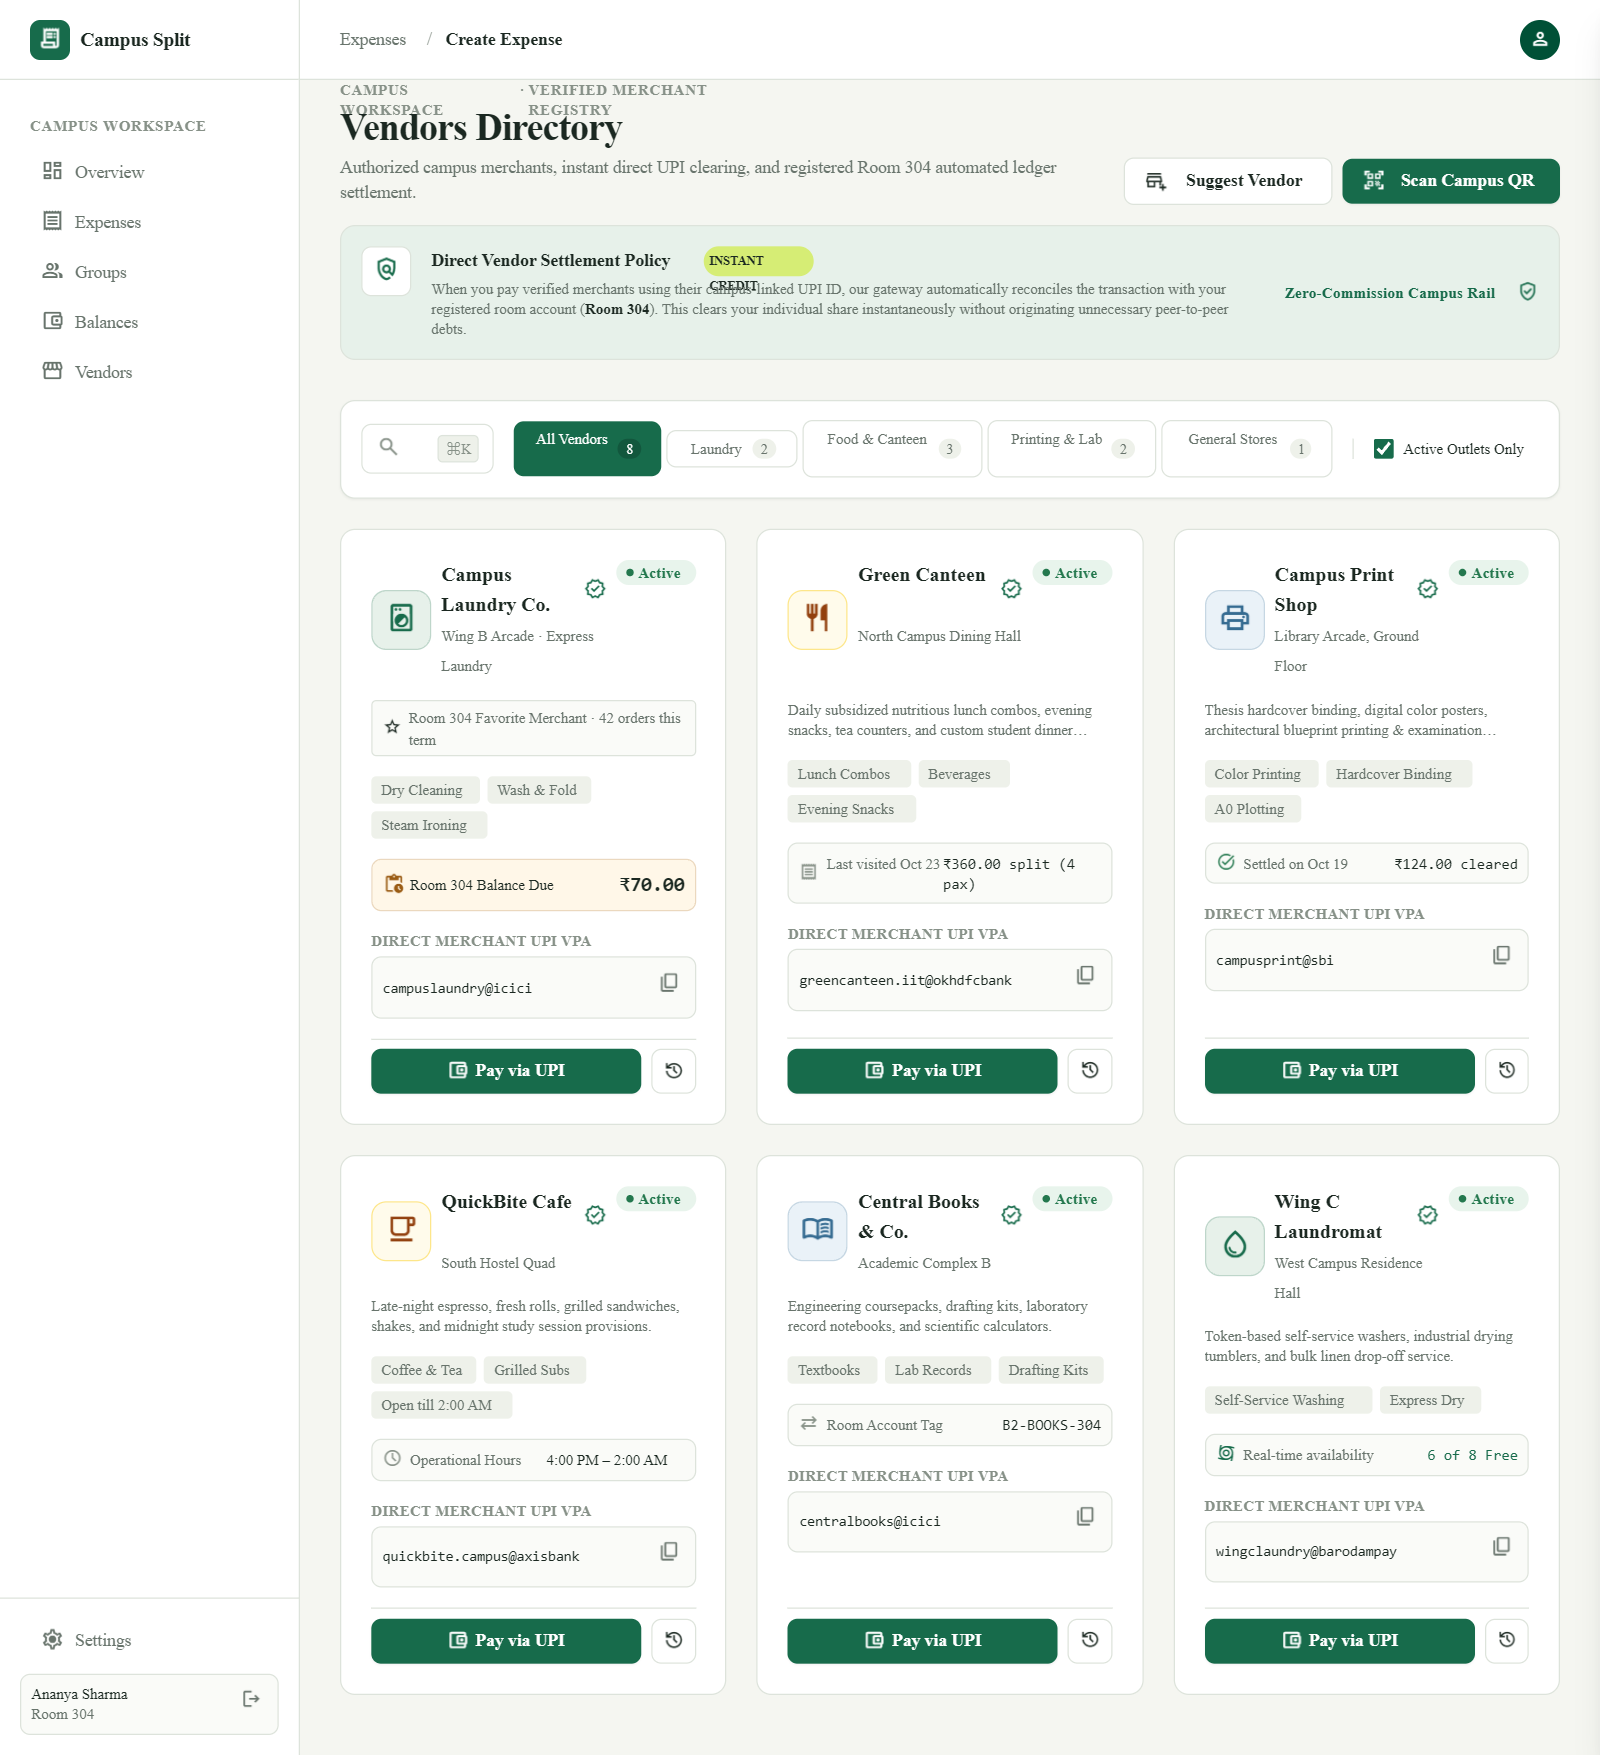 Campus Split
Expenses / Create Expense
CAMPUS WORKSPACE
Overview
Expenses
Groups
Balances
Vendors
Settings
Ananya Sharma
Room 304
CAMPUS
WORKSPACE
· VERIFIED MERCHANT
REGISTRY
Vendors Directory
Authorized campus merchants, instant direct UPI clearing, and registered Room 304 automated ledger
settlement.
Suggest Vendor
Scan Campus QR
Direct Vendor Settlement Policy
INSTANT
CREDIT
When you pay verified merchants using their campus-linked UPI ID, our gateway automatically reconciles the transaction with your
registered room account (Room 304). This clears your individual share instantaneously without originating unnecessary peer-to-peer
debts.
Zero-Commission Campus Rail
⌘K
All Vendors 8
Laundry 2
Food & Canteen 3
Printing & Lab 2
General Stores 1
Active Outlets Only
Campus
Laundry Co.
Active
Wing B Arcade · Express
Laundry
Room 304 Favorite Merchant · 42 orders this
term
Dry Cleaning
Wash & Fold
Steam Ironing
Room 304 Balance Due ₹70.00
DIRECT MERCHANT UPI VPA
campuslaundry@icici
Pay via UPI
Green Canteen
Active
North Campus Dining Hall
Daily subsidized nutritious lunch combos, evening
snacks, tea counters, and custom student dinner…
Lunch Combos
Beverages
Evening Snacks
Last visited Oct 23 ₹360.00 split (4
pax)
DIRECT MERCHANT UPI VPA
greencanteen.iit@okhdfcbank
Pay via UPI
Campus Print
Shop
Active
Library Arcade, Ground
Floor
Thesis hardcover binding, digital color posters,
architectural blueprint printing & examination…
Color Printing
Hardcover Binding
A0 Plotting
Settled on Oct 19 ₹124.00 cleared
DIRECT MERCHANT UPI VPA
campusprint@sbi
Pay via UPI
QuickBite Cafe
Active
South Hostel Quad
Late-night espresso, fresh rolls, grilled sandwiches,
shakes, and midnight study session provisions.
Coffee & Tea
Grilled Subs
Open till 2:00 AM
Operational Hours 4:00 PM – 2:00 AM
DIRECT MERCHANT UPI VPA
quickbite.campus@axisbank
Pay via UPI
Central Books
& Co.
Active
Academic Complex B
Engineering coursepacks, drafting kits, laboratory
record notebooks, and scientific calculators.
Textbooks
Lab Records
Drafting Kits
Room Account Tag B2-BOOKS-304
DIRECT MERCHANT UPI VPA
centralbooks@icici
Pay via UPI
Wing C
Laundromat
Active
West Campus Residence
Hall
Token-based self-service washers, industrial drying
tumblers, and bulk linen drop-off service.
Self-Service Washing
Express Dry
Real-time availability 6 of 8 Free
DIRECT MERCHANT UPI VPA
wingclaundry@barodampay
Pay via UPI